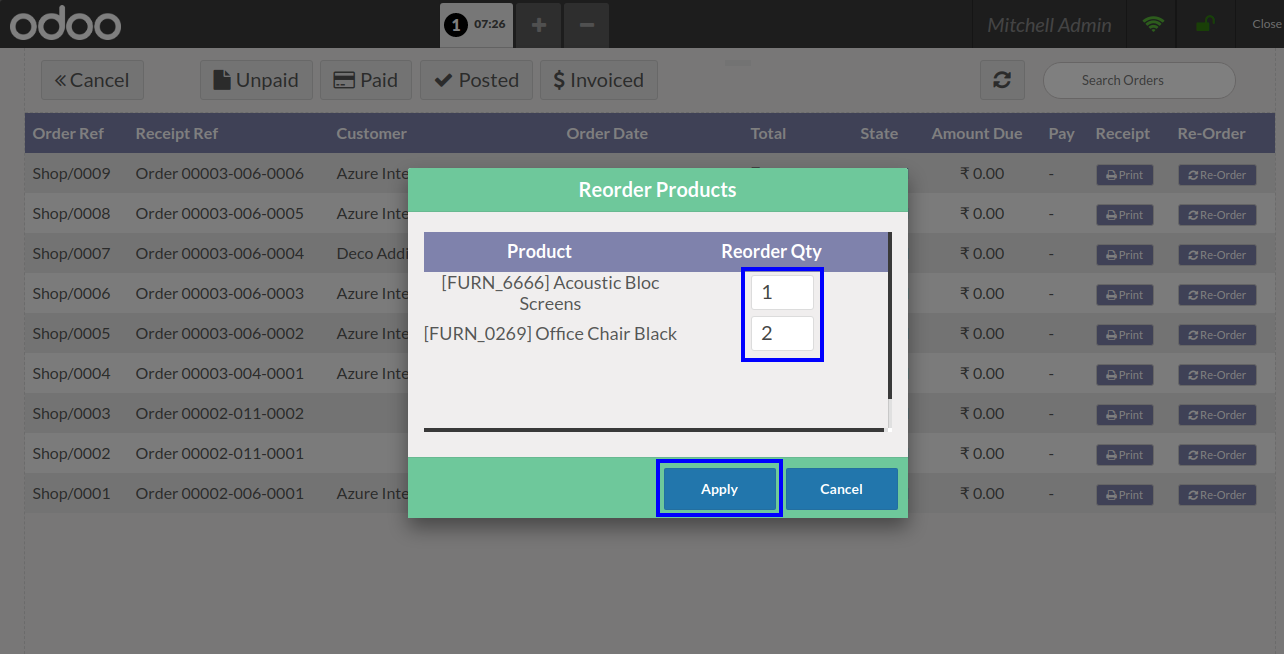 odoo
1 07:26 + −
Mitchell Admin
Close
Cancel
Unpaid
Paid
Posted
$ Invoiced
Search Orders
Order Ref Receipt Ref Customer Order Date Total State Amount Due Pay Receipt Re-Order
Shop/0009 Order 00003-006-0006 Azure Inte ₹ 0.00 - Print Re-Order
Shop/0008 Order 00003-006-0005 Azure Inte ₹ 0.00 - Print Re-Order
Shop/0007 Order 00003-006-0004 Deco Addi ₹ 0.00 - Print Re-Order
Shop/0006 Order 00003-006-0003 Azure Inte ₹ 0.00 - Print Re-Order
Shop/0005 Order 00003-006-0002 Azure Inte ₹ 0.00 - Print Re-Order
Shop/0004 Order 00003-004-0001 Azure Inte ₹ 0.00 - Print Re-Order
Shop/0003 Order 00002-011-0002 ₹ 0.00 - Print Re-Order
Shop/0002 Order 00002-011-0001 ₹ 0.00 - Print Re-Order
Shop/0001 Order 00002-006-0001 Azure Inte ₹ 0.00 - Print Re-Order
Reorder Products
Product Reorder Qty
[FURN_6666] Acoustic Bloc
Screens
1
[FURN_0269] Office Chair Black 2
Apply Cancel